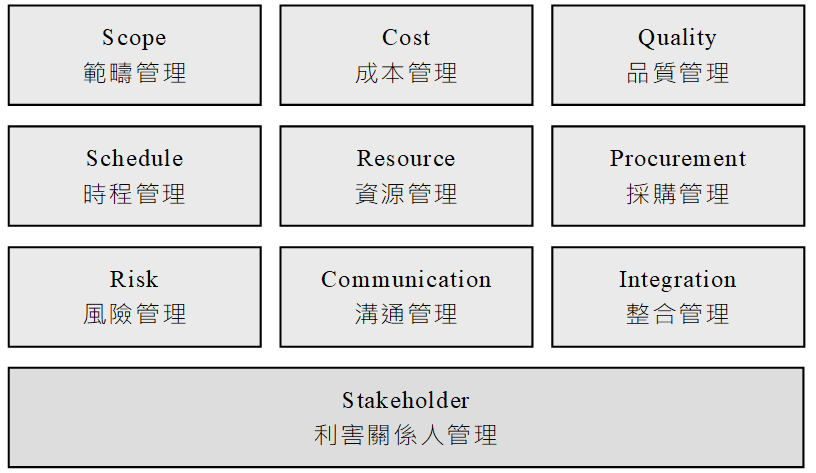 Scope
範疇管理
Cost
成本管理
Quality
品質管理
Schedule
時程管理
Resource
資源管理
Procurement
採購管理
Risk
風險管理
Communication
溝通管理
Integration
整合管理
Stakeholder
利害關係人管理